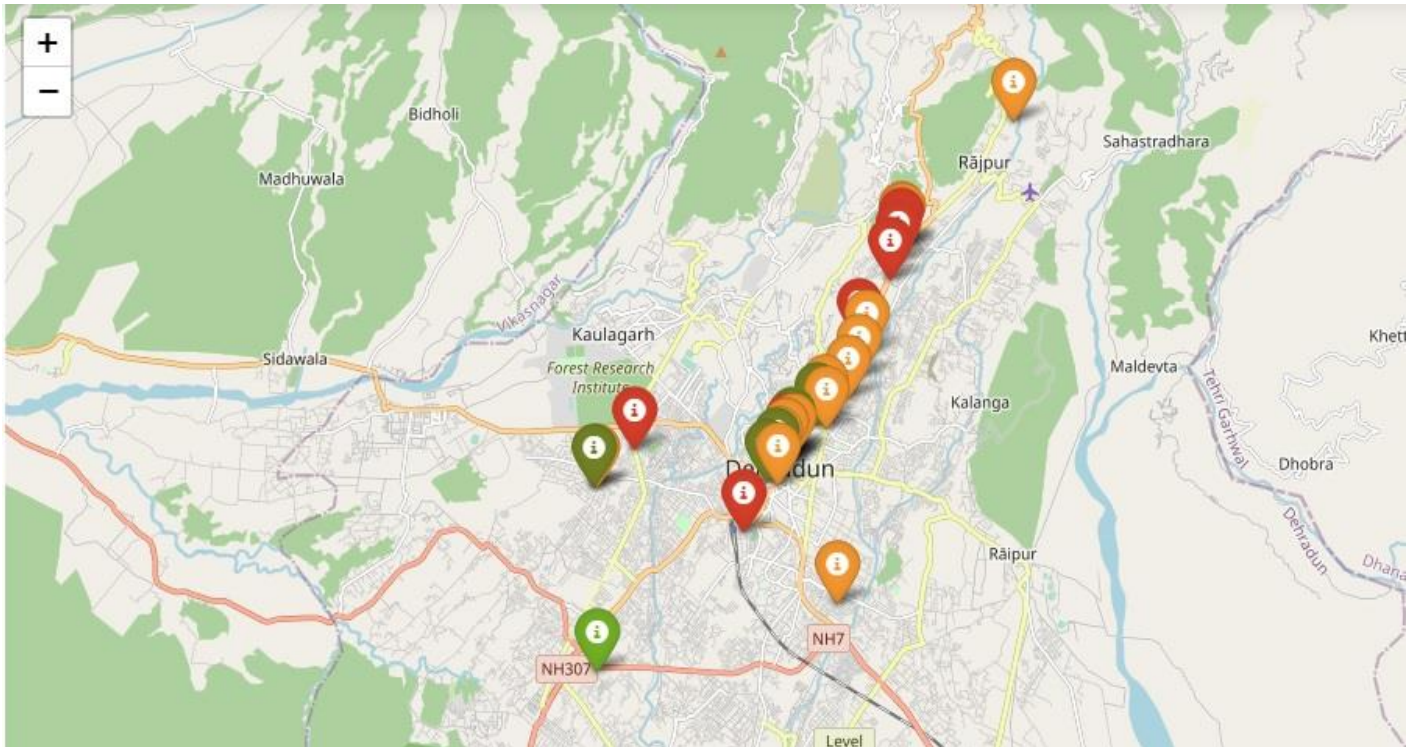 +
−
Bidholi
Madhuwala
Sahastradhara
Rājpur
Vikasnagar
Kaulagarh
Sidawala
Forest Research
Institute
Maldevta
Khett
Kalanga
Tehri Garhwal
Dehradun
Dhobra
Rāipur
Dehradun
Dhana
NH7
NH307
Level